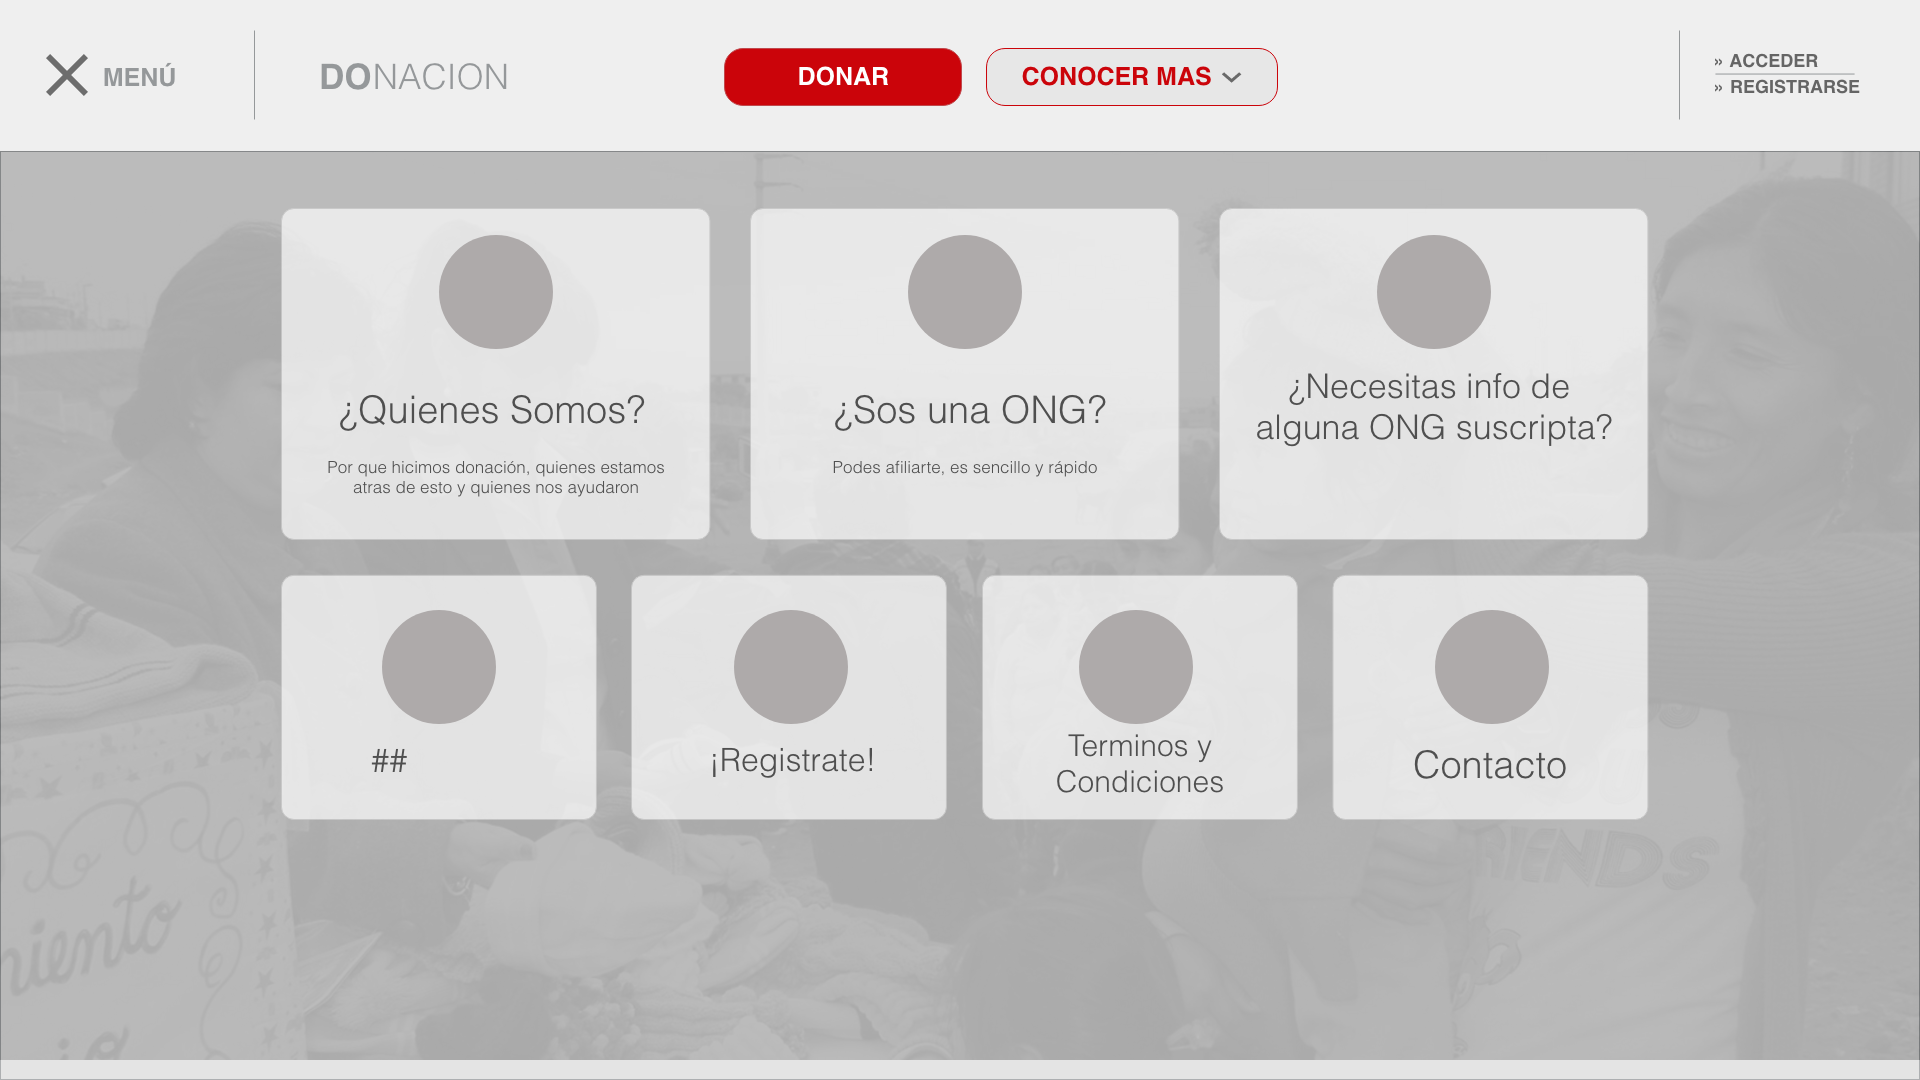 MENÚ
DONACION
DONAR
CONOCER MAS
» ACCEDER
» REGISTRARSE
¿Quienes Somos?
Por que hicimos donación, quienes estamos
atras de esto y quienes nos ayudaron
¿Sos una ONG?
Podes afiliarte, es sencillo y rápido
¿Necesitas info de
alguna ONG suscripta?
##
¡Registrate!
Terminos y
Condiciones
Contacto